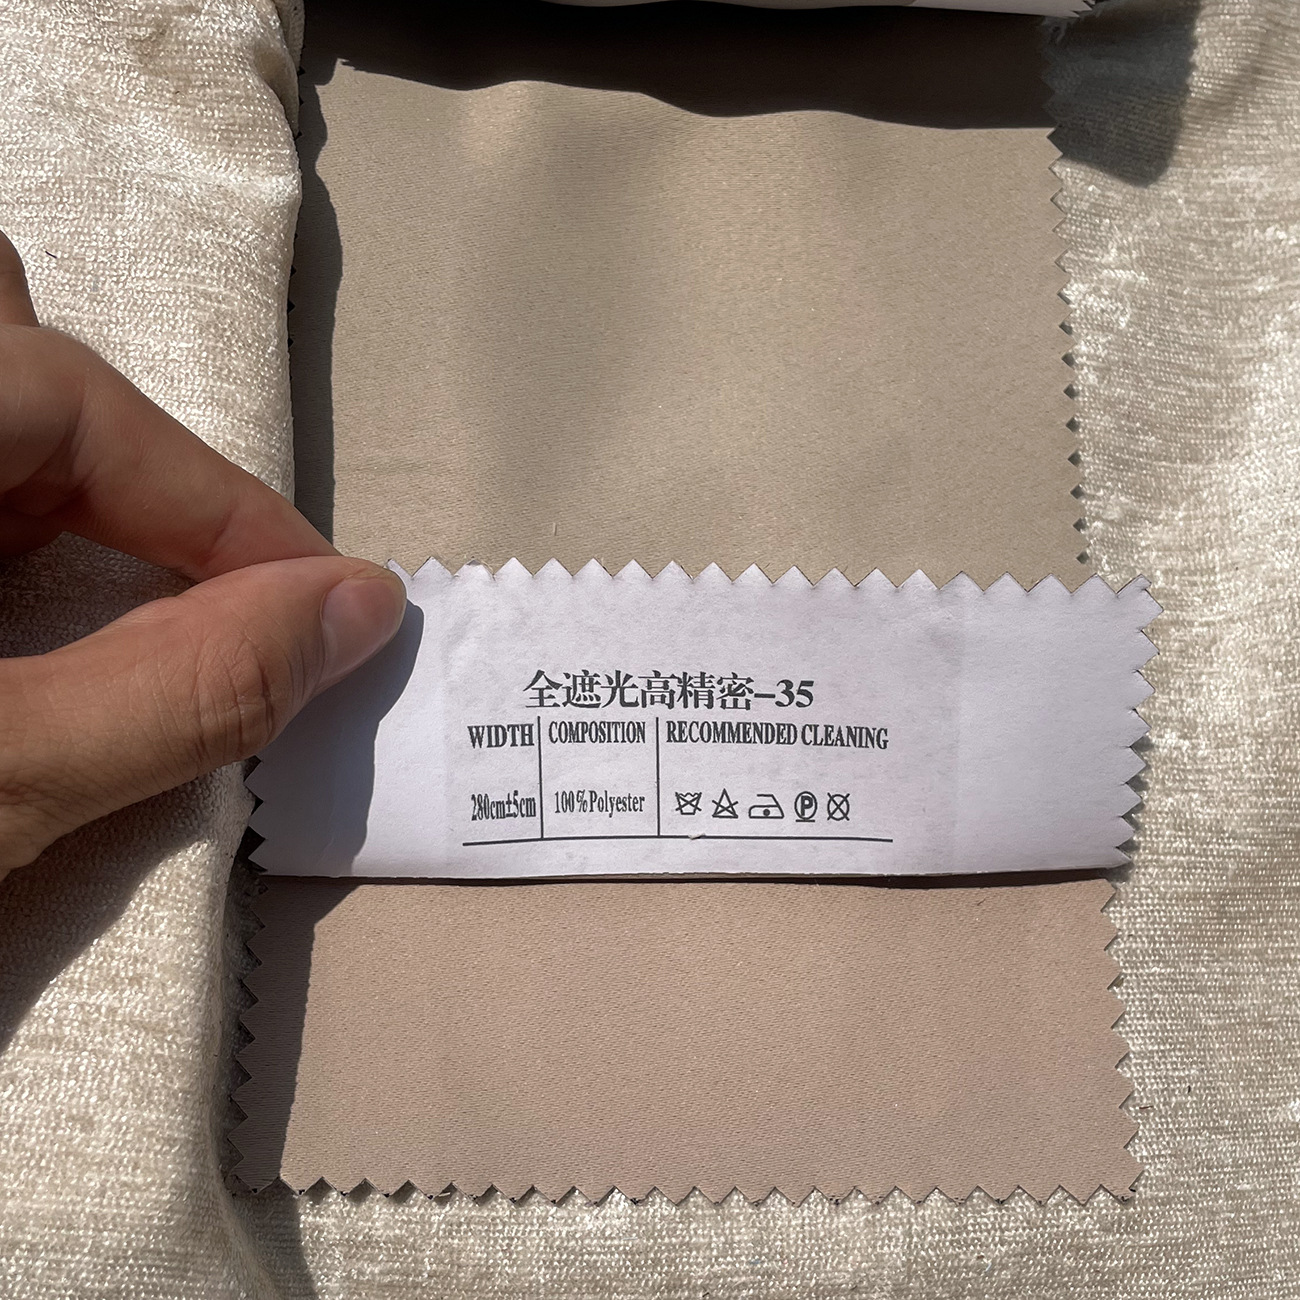 全遮光高精密-35
WIDTH COMPOSITION RECOMMENDED CLEANING
280cm±5cm 100%Polyester P